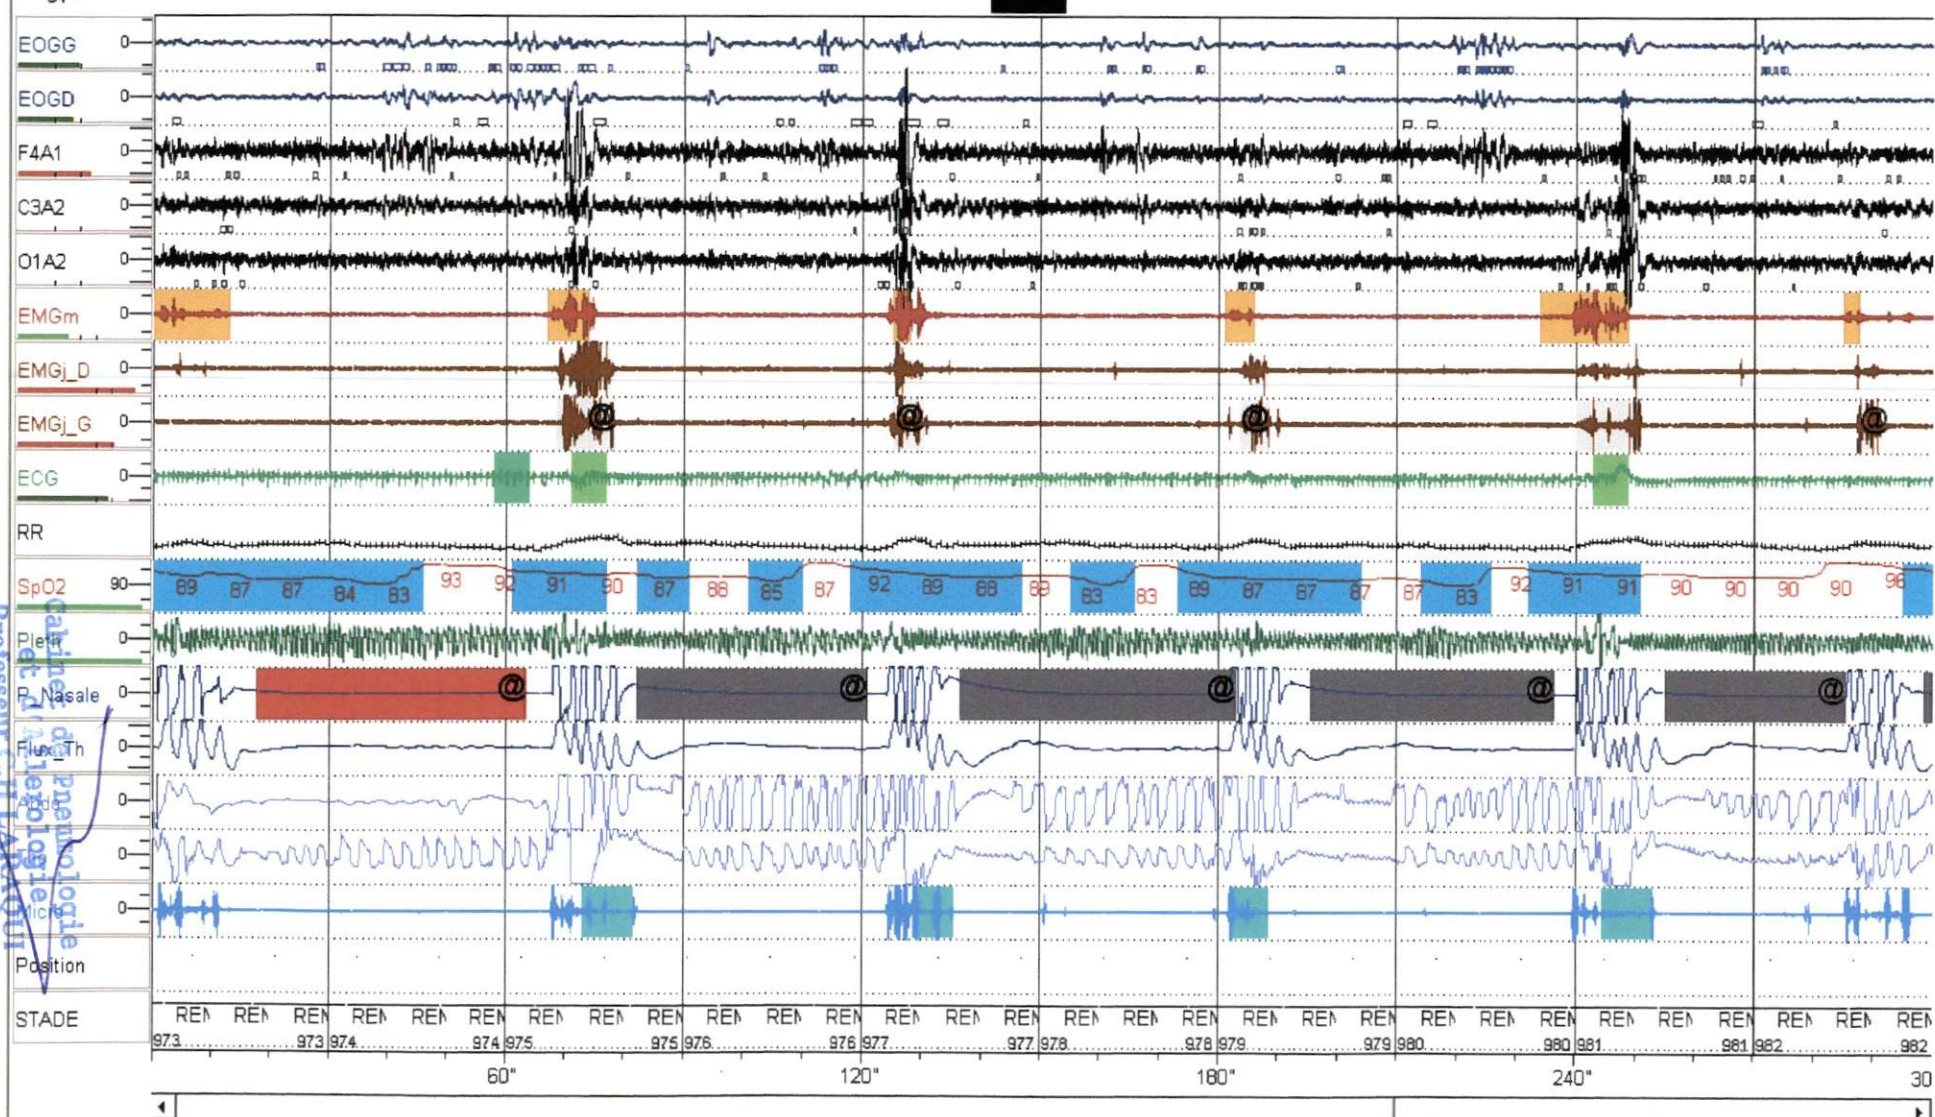 EOGG 0
EOGD 0
F4A1 0
C3A2 0
O1A2 0
EMGm 0
EMGj_D 0
EMGj_G 0 @ @ @ @
ECG 0
RR
SpO2 90 89 87 87 84 83 93 92 91 90 87 88 85 87 92 89 88 89 83 83 89 87 87 87 87 83 92 91 91 90 90 90 90 96
Pleth 0
P_Nasale 0 @ @ @ @ @
Flux_Th 0
0
0
Micro 0
Position
STADE REM REM REM REM REM REM REM REM REM REM REM REM REM REM REM REM REM REM REM REM REM REM REM REM REM REM REM REM REM REM
973 973 974 974 975 975 976 976 977 977 978 978 979 979 980 980 981 981 982 982
60" 120" 180" 240" 30
Cabinet de Pneumologie
et d'Allergologie